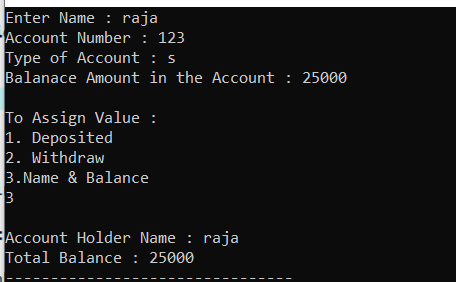 Enter Name : raja
Account Number : 123
Type of Account : s
Balanace Amount in the Account : 25000
To Assign Value :
1. Deposited
2. Withdraw
3.Name & Balance
3
Account Holder Name : raja
Total Balance : 25000
----------------------------------